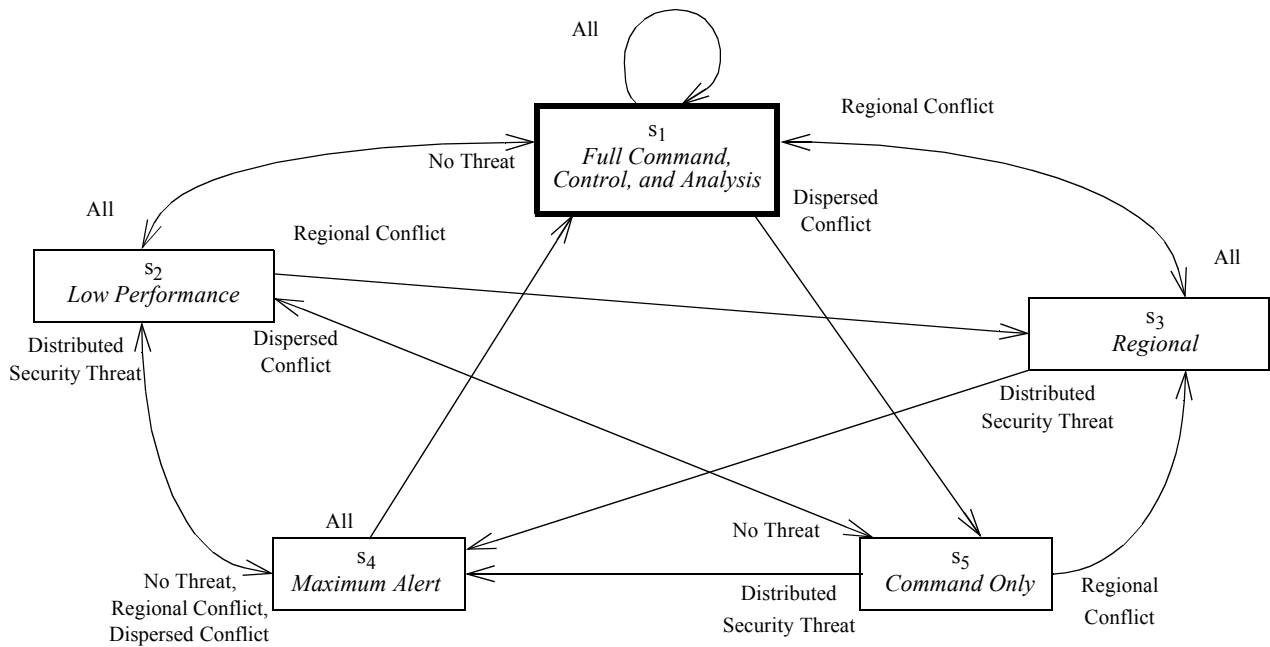 All
Regional Conflict
s1
Full Command,
Control, and Analysis
No Threat
Dispersed
Conflict
All
Regional Conflict
s2
Low Performance
All
s3
Regional
Distributed
Security Threat
Dispersed
Conflict
Distributed
Security Threat
All
No Threat
s4
Maximum Alert
s5
Command Only
No Threat,
Regional Conflict,
Dispersed Conflict
Distributed
Security Threat
Regional
Conflict